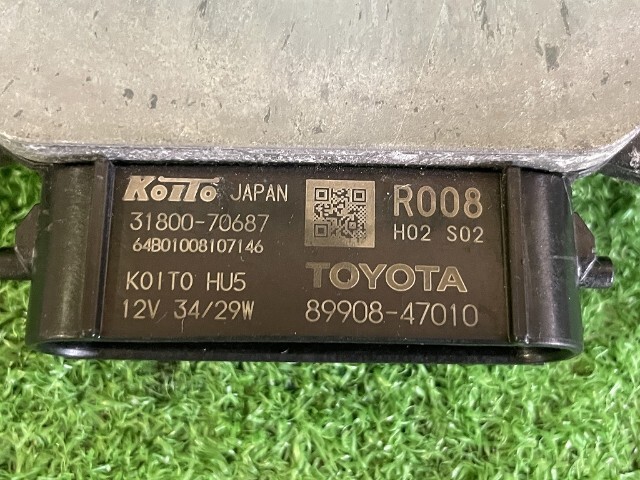 KOITO JAPAN
31800-70687
64B01008107146
KOITO HU5
12V 34/29W
R008
H02 S02
TOYOTA
89908-47010